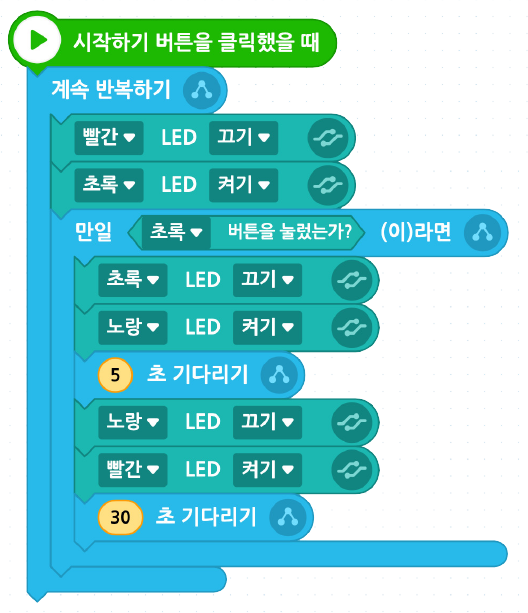 시작하기 버튼을 클릭했을 때
계속 반복하기
빨간 LED 끄기
초록 LED 켜기
만일 초록 버튼을 눌렀는가? (이)라면
초록 LED 끄기
노랑 LED 켜기
5 초 기다리기
노랑 LED 끄기
빨간 LED 켜기
30 초 기다리기